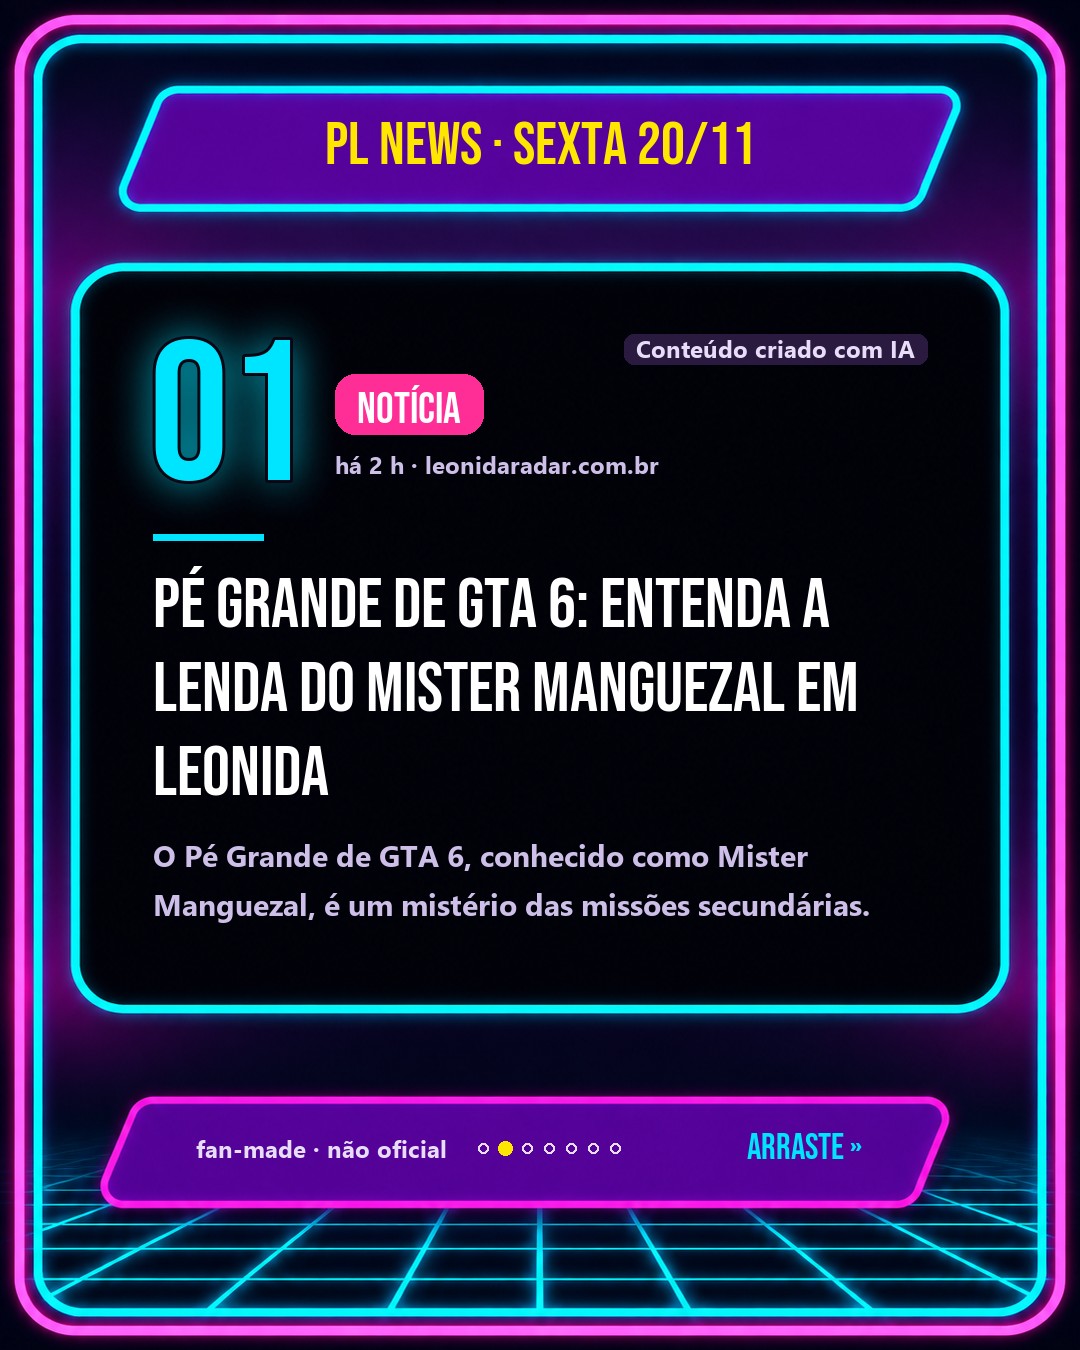 PL NEWS · SEXTA 20/11
01
Conteúdo criado com IA
NOTÍCIA
há 2 h · leonidaradar.com.br
PÉ GRANDE DE GTA 6: ENTENDA A
LENDA DO MISTER MANGUEZAL EM
LEONIDA
O Pé Grande de GTA 6, conhecido como Mister
Manguezal, é um mistério das missões secundárias.
fan-made · não oficial
ARRASTE »